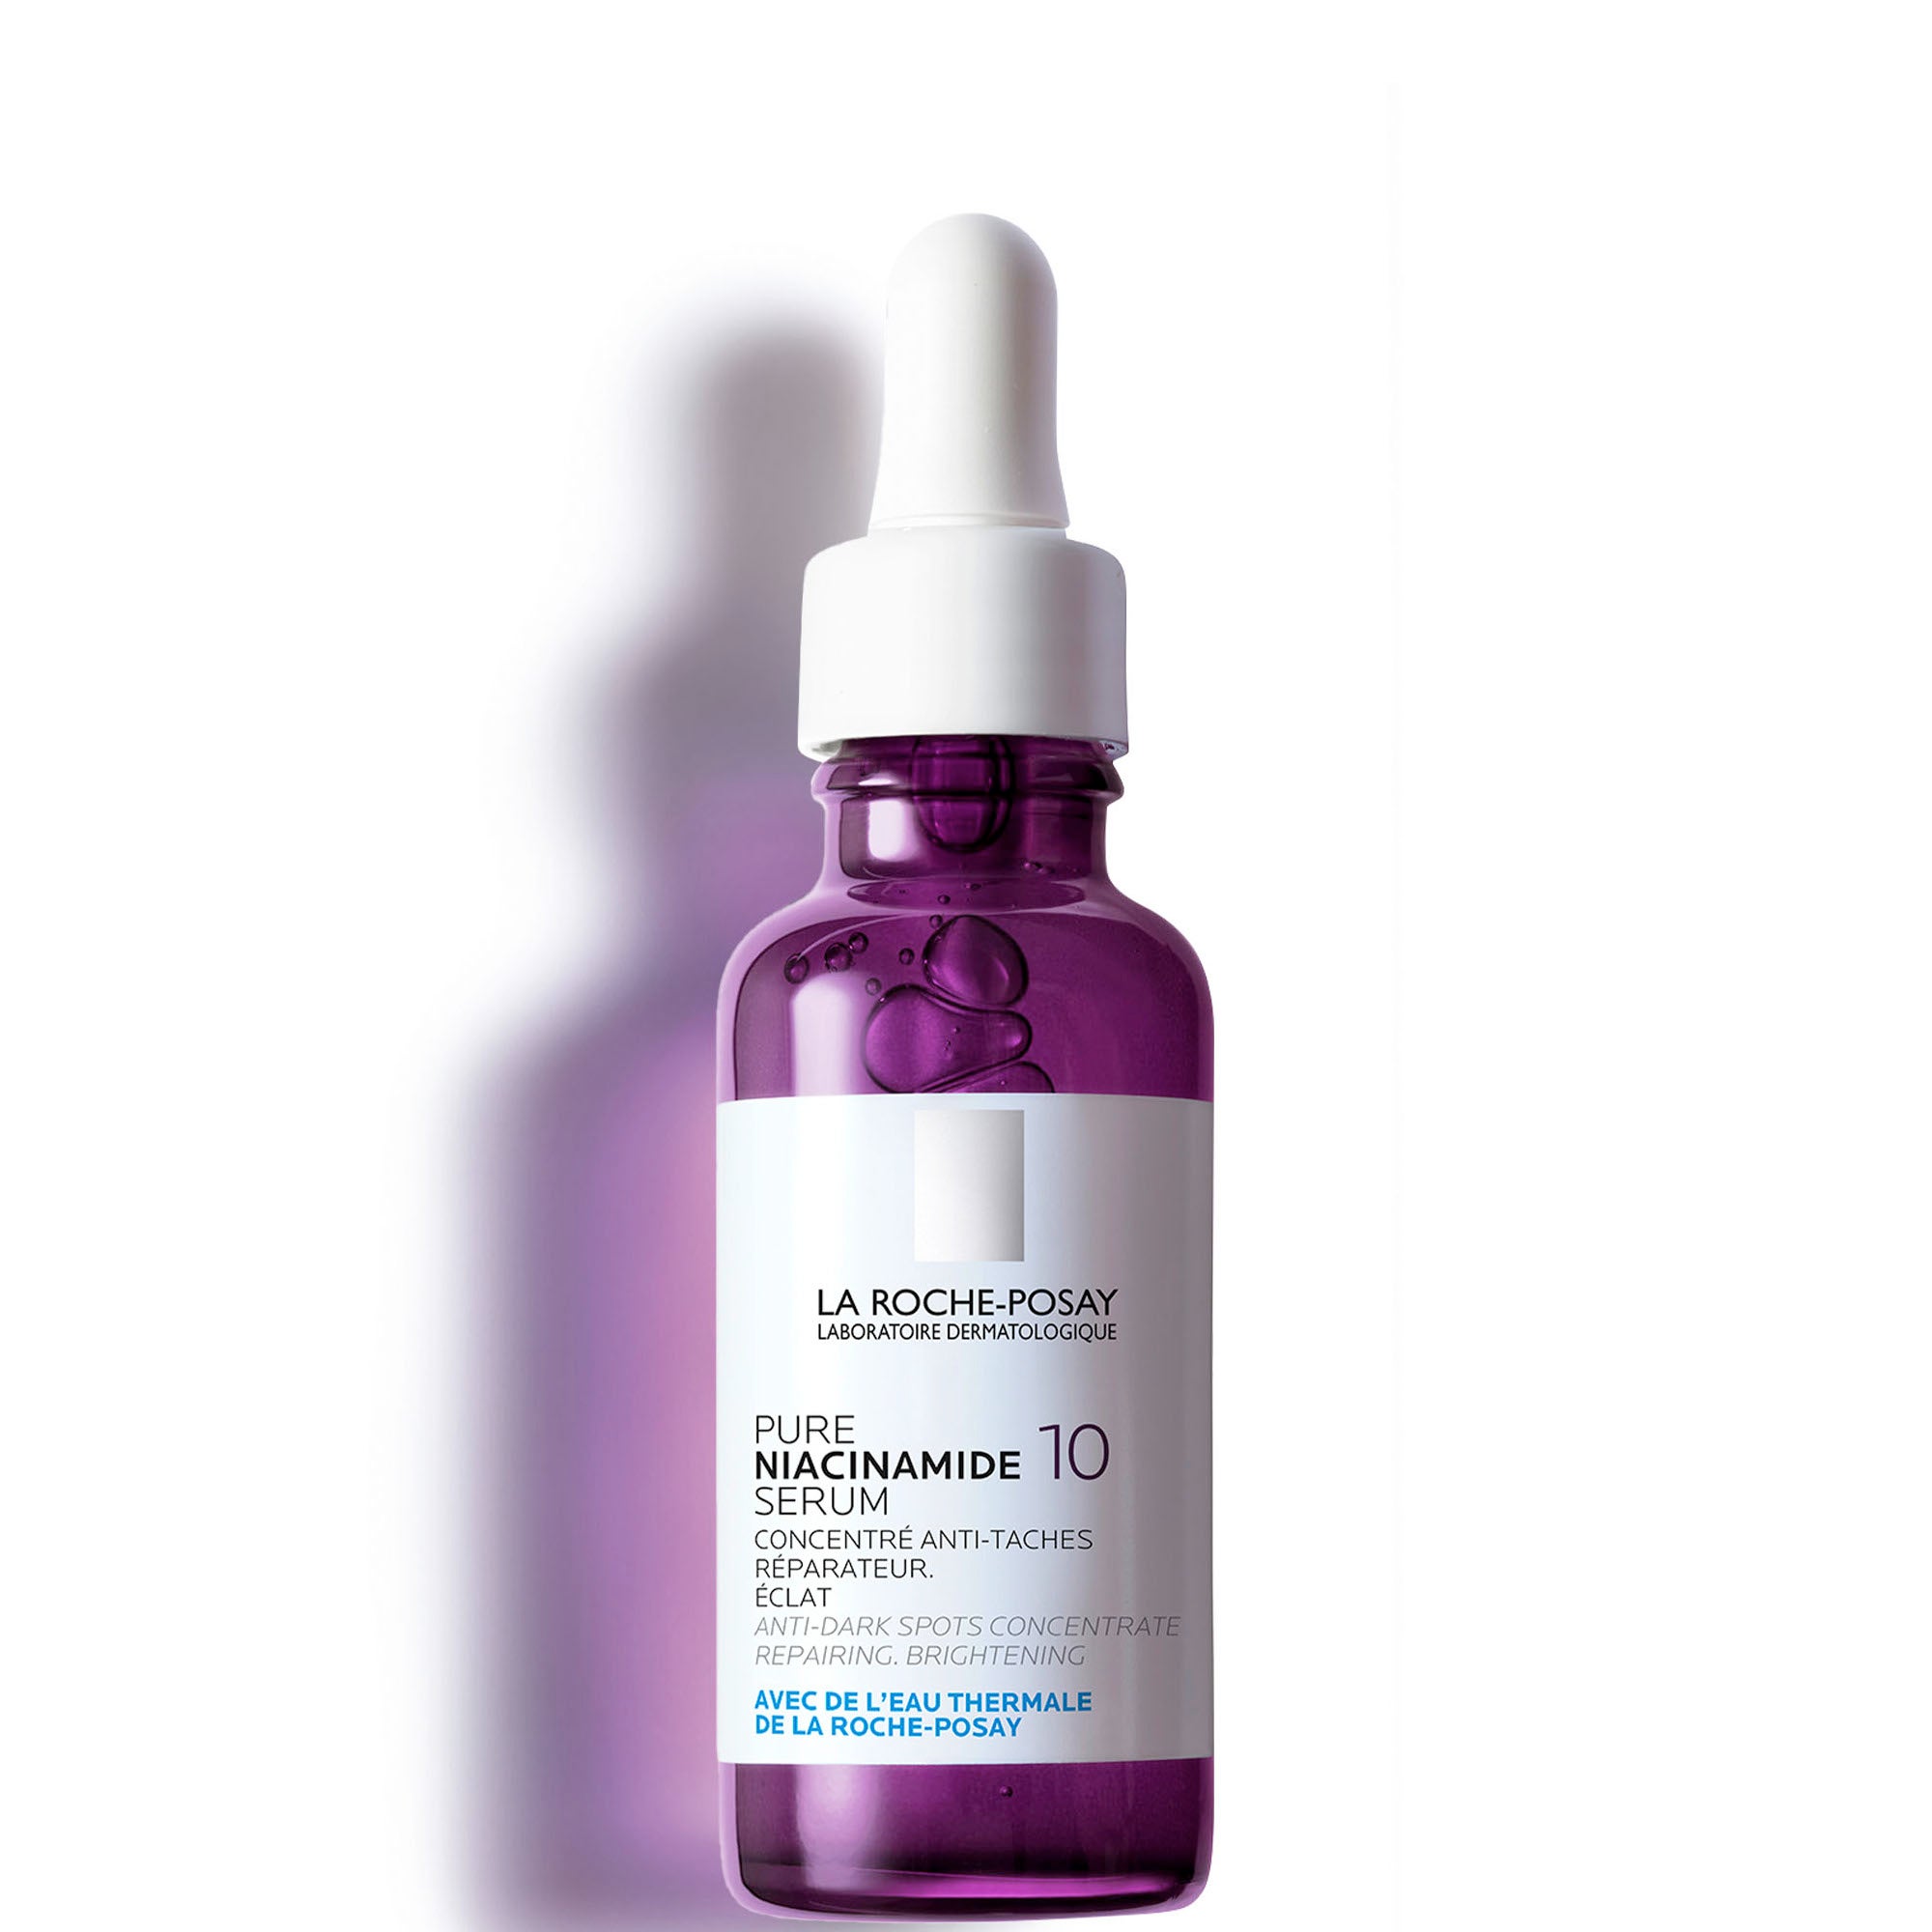 LA ROCHE-POSAY
LABORATOIRE DERMATOLOGIQUE
PURE
NIACINAMIDE 10
SERUM
CONCENTRÉ ANTI-TACHES
RÉPARATEUR.
ÉCLAT
ANTI-DARK SPOTS CONCENTRATE
REPAIRING. BRIGHTENING
AVEC DE L'EAU THERMALE
DE LA ROCHE-POSAY